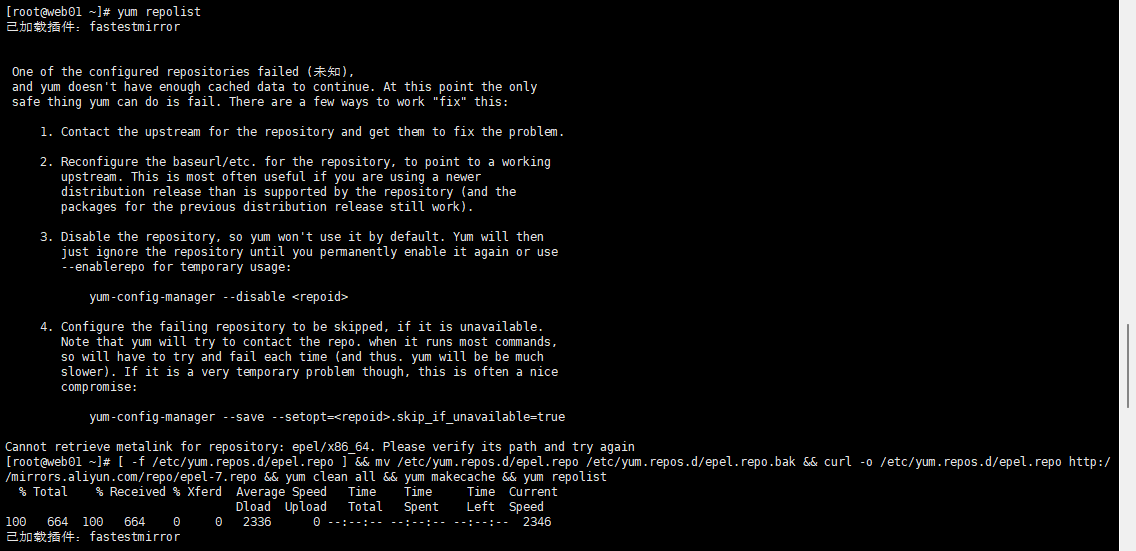 [root@web01 ~]# yum repolist
已加载插件：fastestmirror
One of the configured repositories failed (未知),
and yum doesn't have enough cached data to continue. At this point the only
safe thing yum can do is fail. There are a few ways to work "fix" this:
1. Contact the upstream for the repository and get them to fix the problem.
2. Reconfigure the baseurl/etc. for the repository, to point to a working
upstream. This is most often useful if you are using a newer
distribution release than is supported by the repository (and the
packages for the previous distribution release still work).
3. Disable the repository, so yum won't use it by default. Yum will then
just ignore the repository until you permanently enable it again or use
--enablerepo for temporary usage:
yum-config-manager --disable <repoid>
4. Configure the failing repository to be skipped, if it is unavailable.
Note that yum will try to contact the repo. when it runs most commands,
so will have to try and fail each time (and thus. yum will be be much
slower). If it is a very temporary problem though, this is often a nice
compromise:
yum-config-manager --save --setopt=<repoid>.skip_if_unavailable=true
Cannot retrieve metalink for repository: epel/x86_64. Please verify its path and try again
[root@web01 ~]# [ -f /etc/yum.repos.d/epel.repo ] && mv /etc/yum.repos.d/epel.repo /etc/yum.repos.d/epel.repo.bak && curl -o /etc/yum.repos.d/epel.repo http:/
/mirrors.aliyun.com/repo/epel-7.repo && yum clean all && yum makecache && yum repolist
% Total % Received % Xferd Average Speed Time Time Time Current
Dload Upload Total Spent Left Speed
100 664 100 664 0 0 2336 0 --:--:-- --:--:-- --:--:-- 2346
已加载插件：fastestmirror